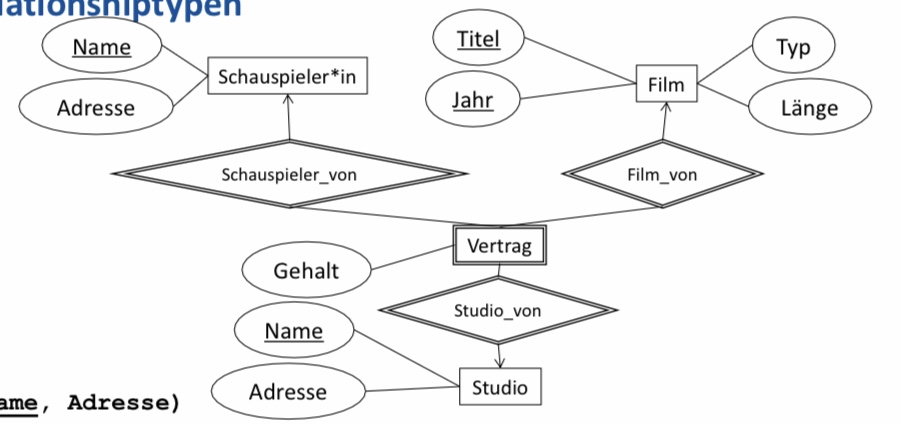 ationshiptypen
Name
Adresse
Schauspieler*in
Titel
Jahr
Film
Typ
Länge
Schauspieler_von
Film_von
Vertrag
Gehalt
Studio_von
Name
Adresse
Studio
ame, Adresse)